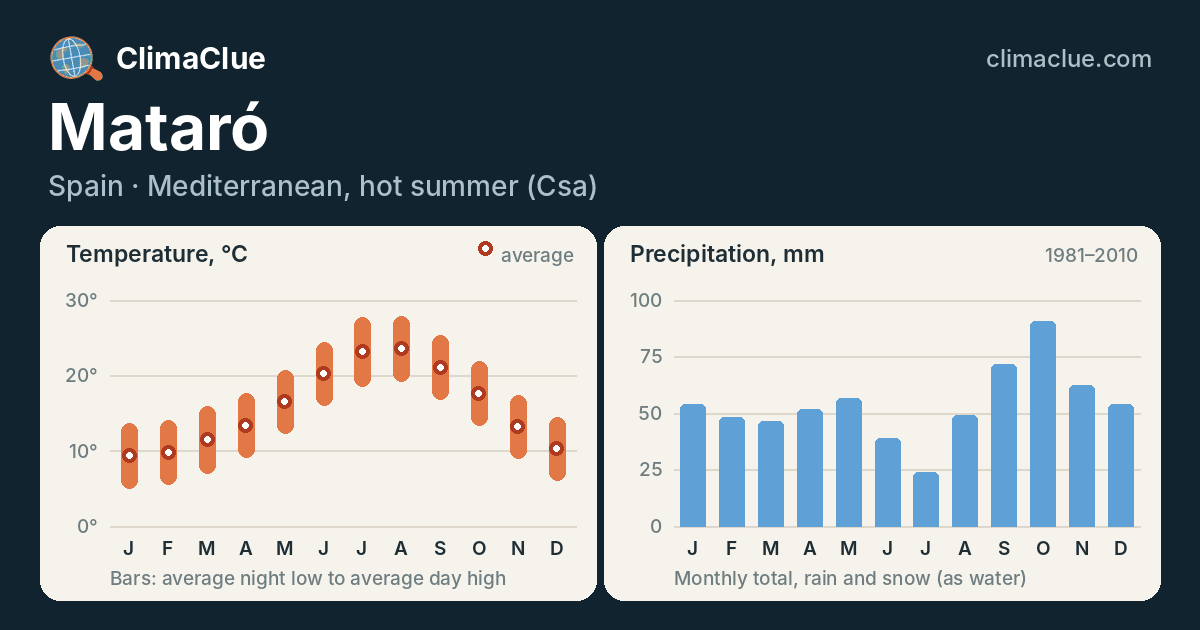 ClimaClue
climaclue.com
Mataró
Spain · Mediterranean, hot summer (Csa)
Temperature, °C
average
30°
20°
10°
0°
J F M A M J J A S O N D
Bars: average night low to average day high
Precipitation, mm
1981–2010
100
75
50
25
0
J F M A M J J A S O N D
Monthly total, rain and snow (as water)